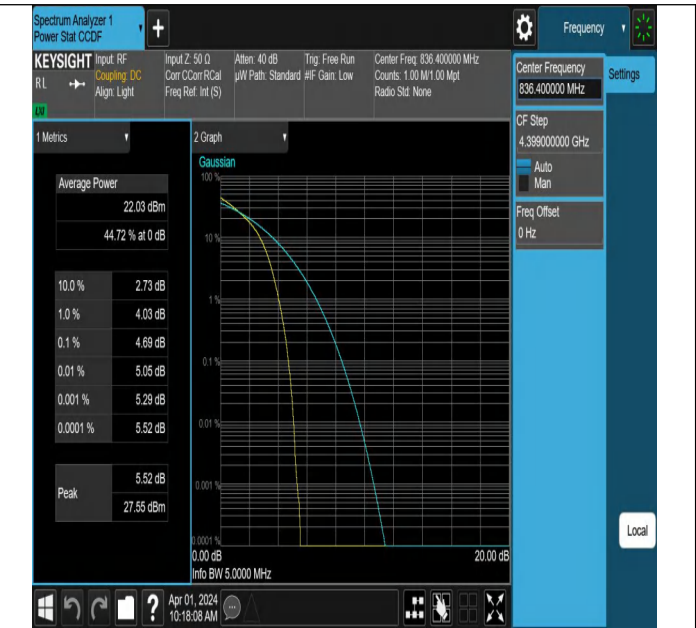 Spectrum Analyzer 1
Power Stat CCDF
Frequency
KEYSIGHT
RL
Input: RF
Coupling: DC
Align: Light
Input Z: 50 Ω
Corr CCorr RCal
Freq Ref: Int (S)
Atten: 40 dB
µW Path: Standard
Trig: Free Run
#IF Gain: Low
Center Freq: 836.400000 MHz
Counts: 1.00 M/1.00 Mpt
Radio Std: None
Center Frequency
836.400000 MHz
Settings
CF Step
4.399000000 GHz
Auto
Man
Freq Offset
0 Hz
1 Metrics
Average Power
22.03 dBm
44.72 % at 0 dB
10.0 % 2.73 dB
1.0 % 4.03 dB
0.1 % 4.69 dB
0.01 % 5.05 dB
0.001 % 5.29 dB
0.0001 % 5.52 dB
Peak
5.52 dB
27.55 dBm
2 Graph
Gaussian
100 %
10 %
1 %
0.1 %
0.01 %
0.001 %
0.0001 %
0.00 dB
20.00 dB
Info BW 5.0000 MHz
Local
?
Apr 01, 2024
10:18:08 AM